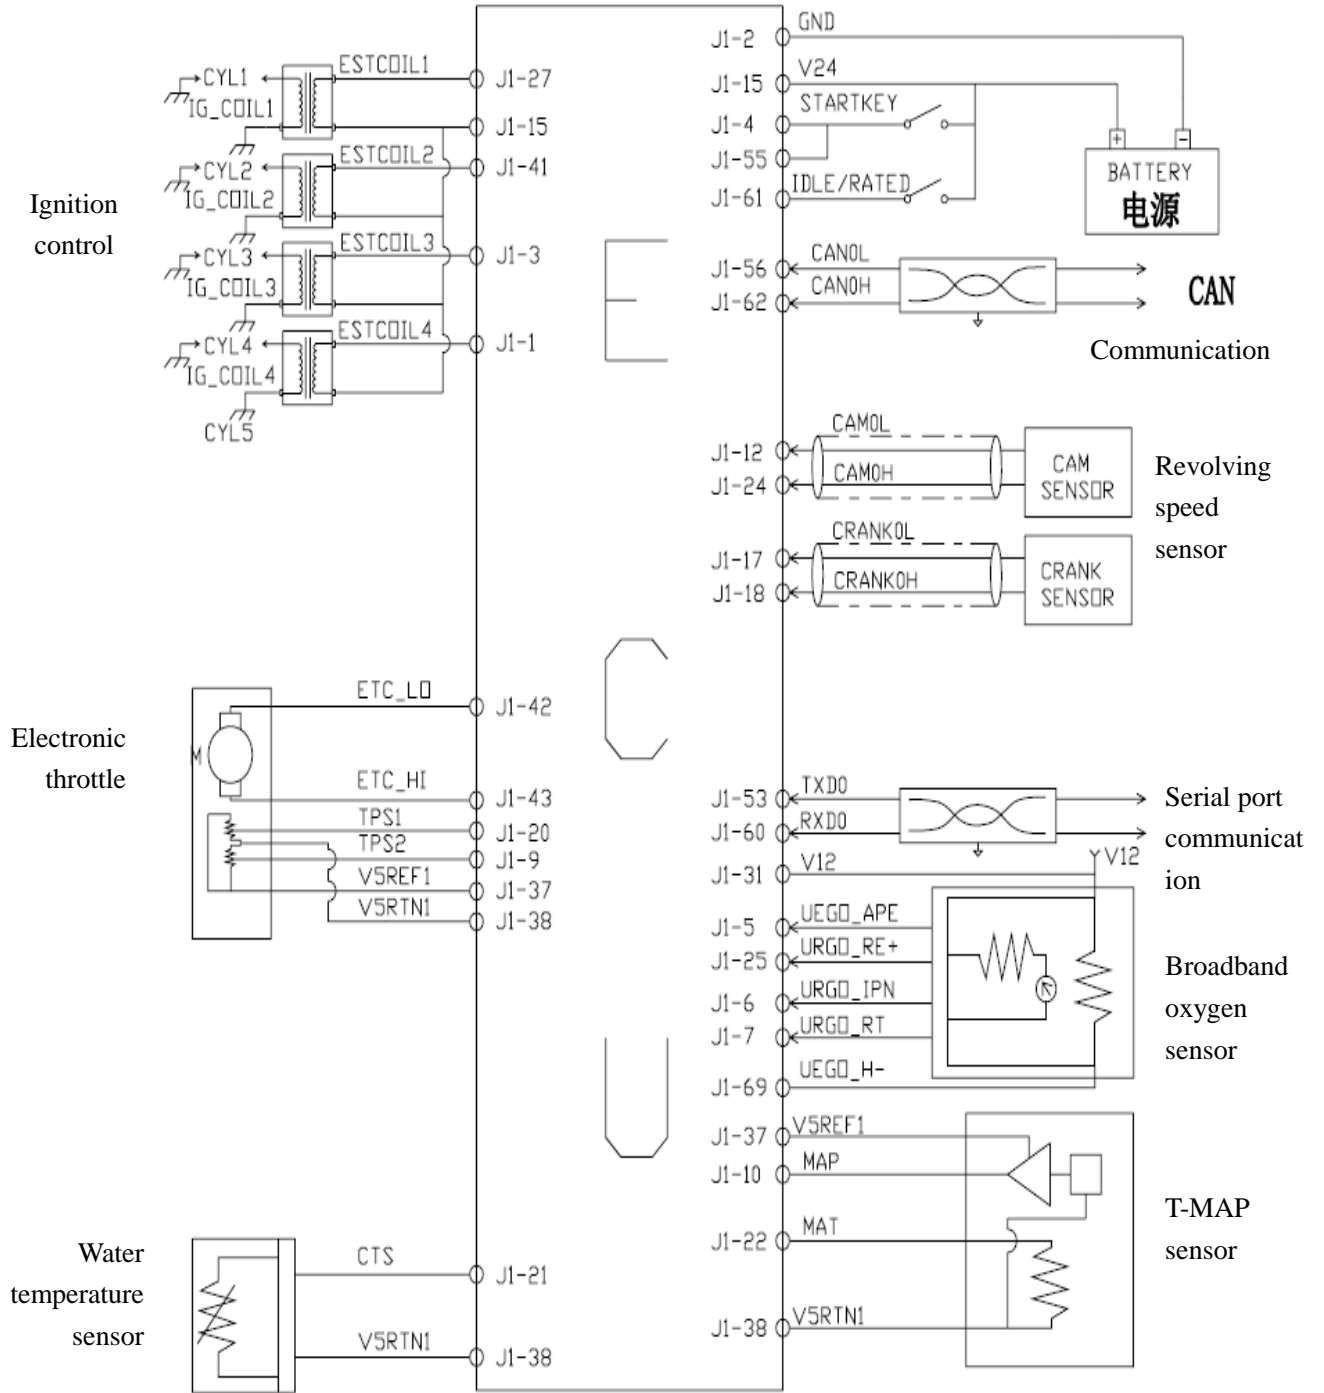 Ignition
control
CYL1
IG_COIL1
ESTCOIL1
J1-27
J1-15
CYL2
IG_COIL2
ESTCOIL2
J1-41
CYL3
IG_COIL3
ESTCOIL3
J1-3
CYL4
IG_COIL4
ESTCOIL4
J1-1
CYL5
Electronic
throttle
M
ETC_LO
J1-42
ETC_HI
J1-43
TPS1
J1-20
TPS2
J1-9
V5REF1
J1-37
V5RTN1
J1-38
Water
temperature
sensor
CTS
J1-21
V5RTN1
J1-38
E
C
U
J1-2
GND
J1-15
V24
J1-4
STARTKEY
J1-55
J1-61
IDLE/RATED
+
-
BATTERY
电源
J1-56
CAN0L
J1-62
CAN0H
CAN
Communication
J1-12
CAM0L
J1-24
CAM0H
CAM
SENSOR
Revolving
speed
sensor
J1-17
CRANK0L
J1-18
CRANK0H
CRANK
SENSOR
J1-53
TXD0
J1-60
RXD0
Serial port
communicat
ion
J1-31
V12
V12
J1-5
UEGO_APE
J1-25
URGO_RE+
J1-6
URGO_IPN
J1-7
URGO_RT
J1-69
UEGO_H-
Broadband
oxygen
sensor
J1-37
V5REF1
J1-10
MAP
J1-22
MAT
J1-38
V5RTN1
T-MAP
sensor